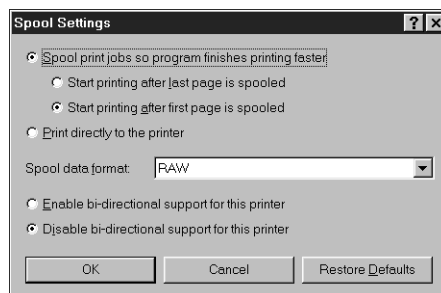 Spool Settings
Spool print jobs so program finishes printing faster
Start printing after last page is spooled
Start printing after first page is spooled
Print directly to the printer
Spool data format: RAW
Enable bi-directional support for this printer
Disable bi-directional support for this printer
OK Cancel Restore Defaults